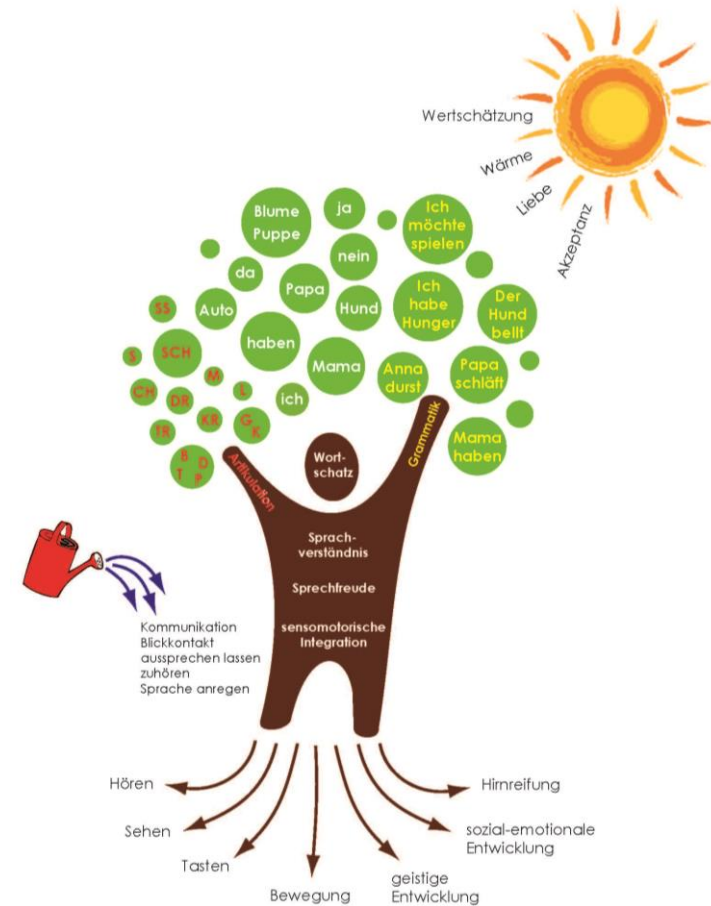 Wertschätzung
Wärme
Liebe
Akzeptanz
Blume
Puppe
ja
Ich
möchte
spielen
da
nein
Papa
Ich
habe
Hunger
Auto
Hund
Der
Hund
bellt
SS
haben
S
SCH
Mama
Anna
durst
Papa
schläft
M
L
CH
DR
ich
KR
G
K
TR
Mama
haben
B
D
T
P
Artikulation
Wort-
schatz
Grammatik
Sprach-
verständnis
Sprechfreude
sensomotorische
Integration
Kommunikation
Blickkontakt
aussprechen lassen
zuhören
Sprache anregen
Hören
Sehen
Tasten
Bewegung
geistige
Entwicklung
sozial-emotionale
Entwicklung
Hirnreifung